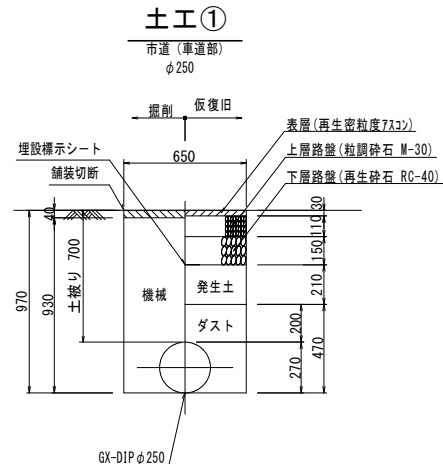 土工①
市道(車道部)
φ250
掘削
仮復旧
表層(再生密粒度アスコン)
埋設標示シート
650
上層路盤(粒調砕石 M-30)
舗装切断
下層路盤(再生砕石 RC-40)
40
30
110
150
土被り 700
970
930
機械
発生土
210
ダスト
200
470
270
GX-DIPφ250